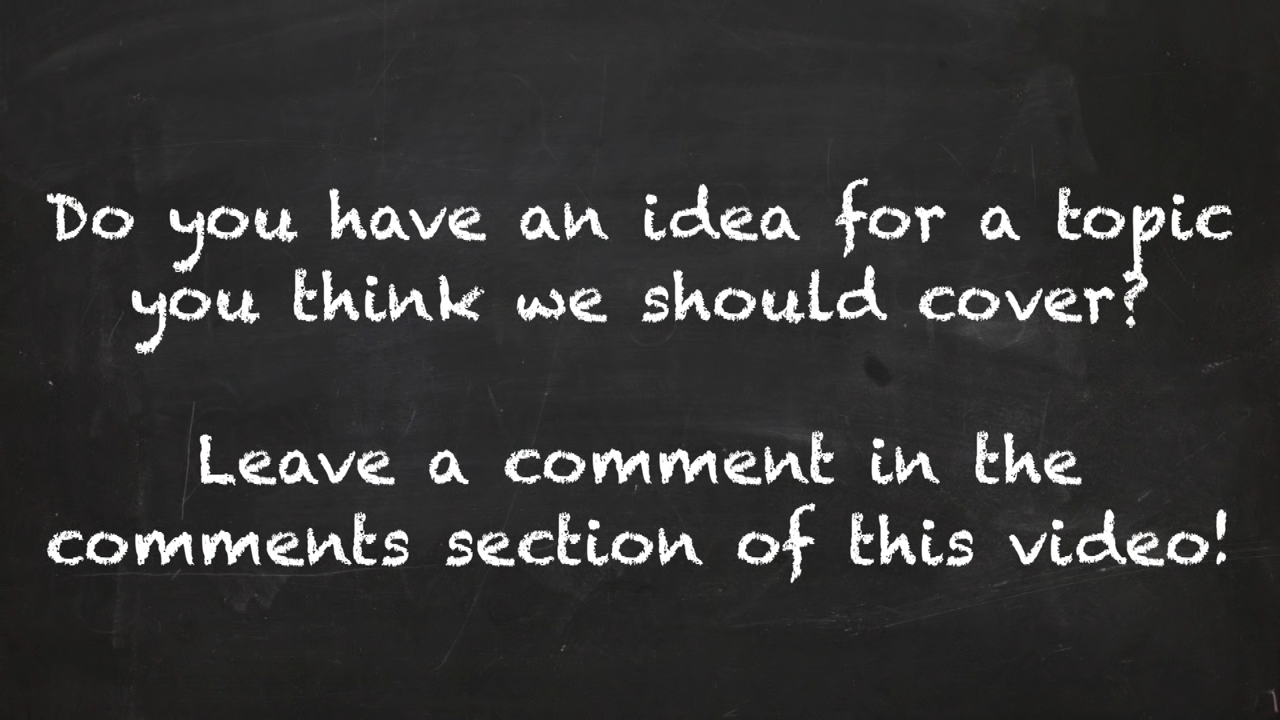 Do you have an idea for a topic
you think we should cover?
Leave a comment in the
comments section of this video!